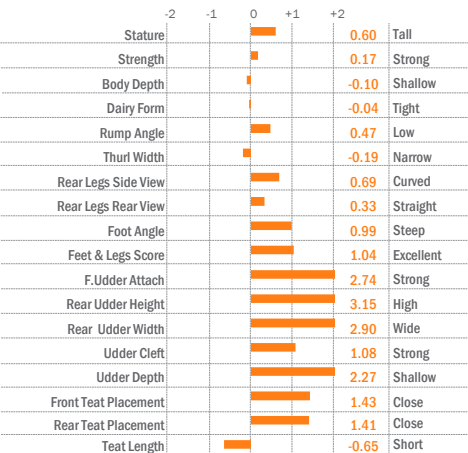 -2 -1 0 +1 +2
Stature 0.60 Tall
Strength 0.17 Strong
Body Depth -0.10 Shallow
Dairy Form -0.04 Tight
Rump Angle 0.47 Low
Thurl Width -0.19 Narrow
Rear Legs Side View 0.69 Curved
Rear Legs Rear View 0.33 Straight
Foot Angle 0.99 Steep
Feet & Legs Score 1.04 Excellent
F.Udder Attach 2.74 Strong
Rear Udder Height 3.15 High
Rear Udder Width 2.90 Wide
Udder Cleft 1.08 Strong
Udder Depth 2.27 Shallow
Front Teat Placement 1.43 Close
Rear Teat Placement 1.41 Close
Teat Length -0.65 Short